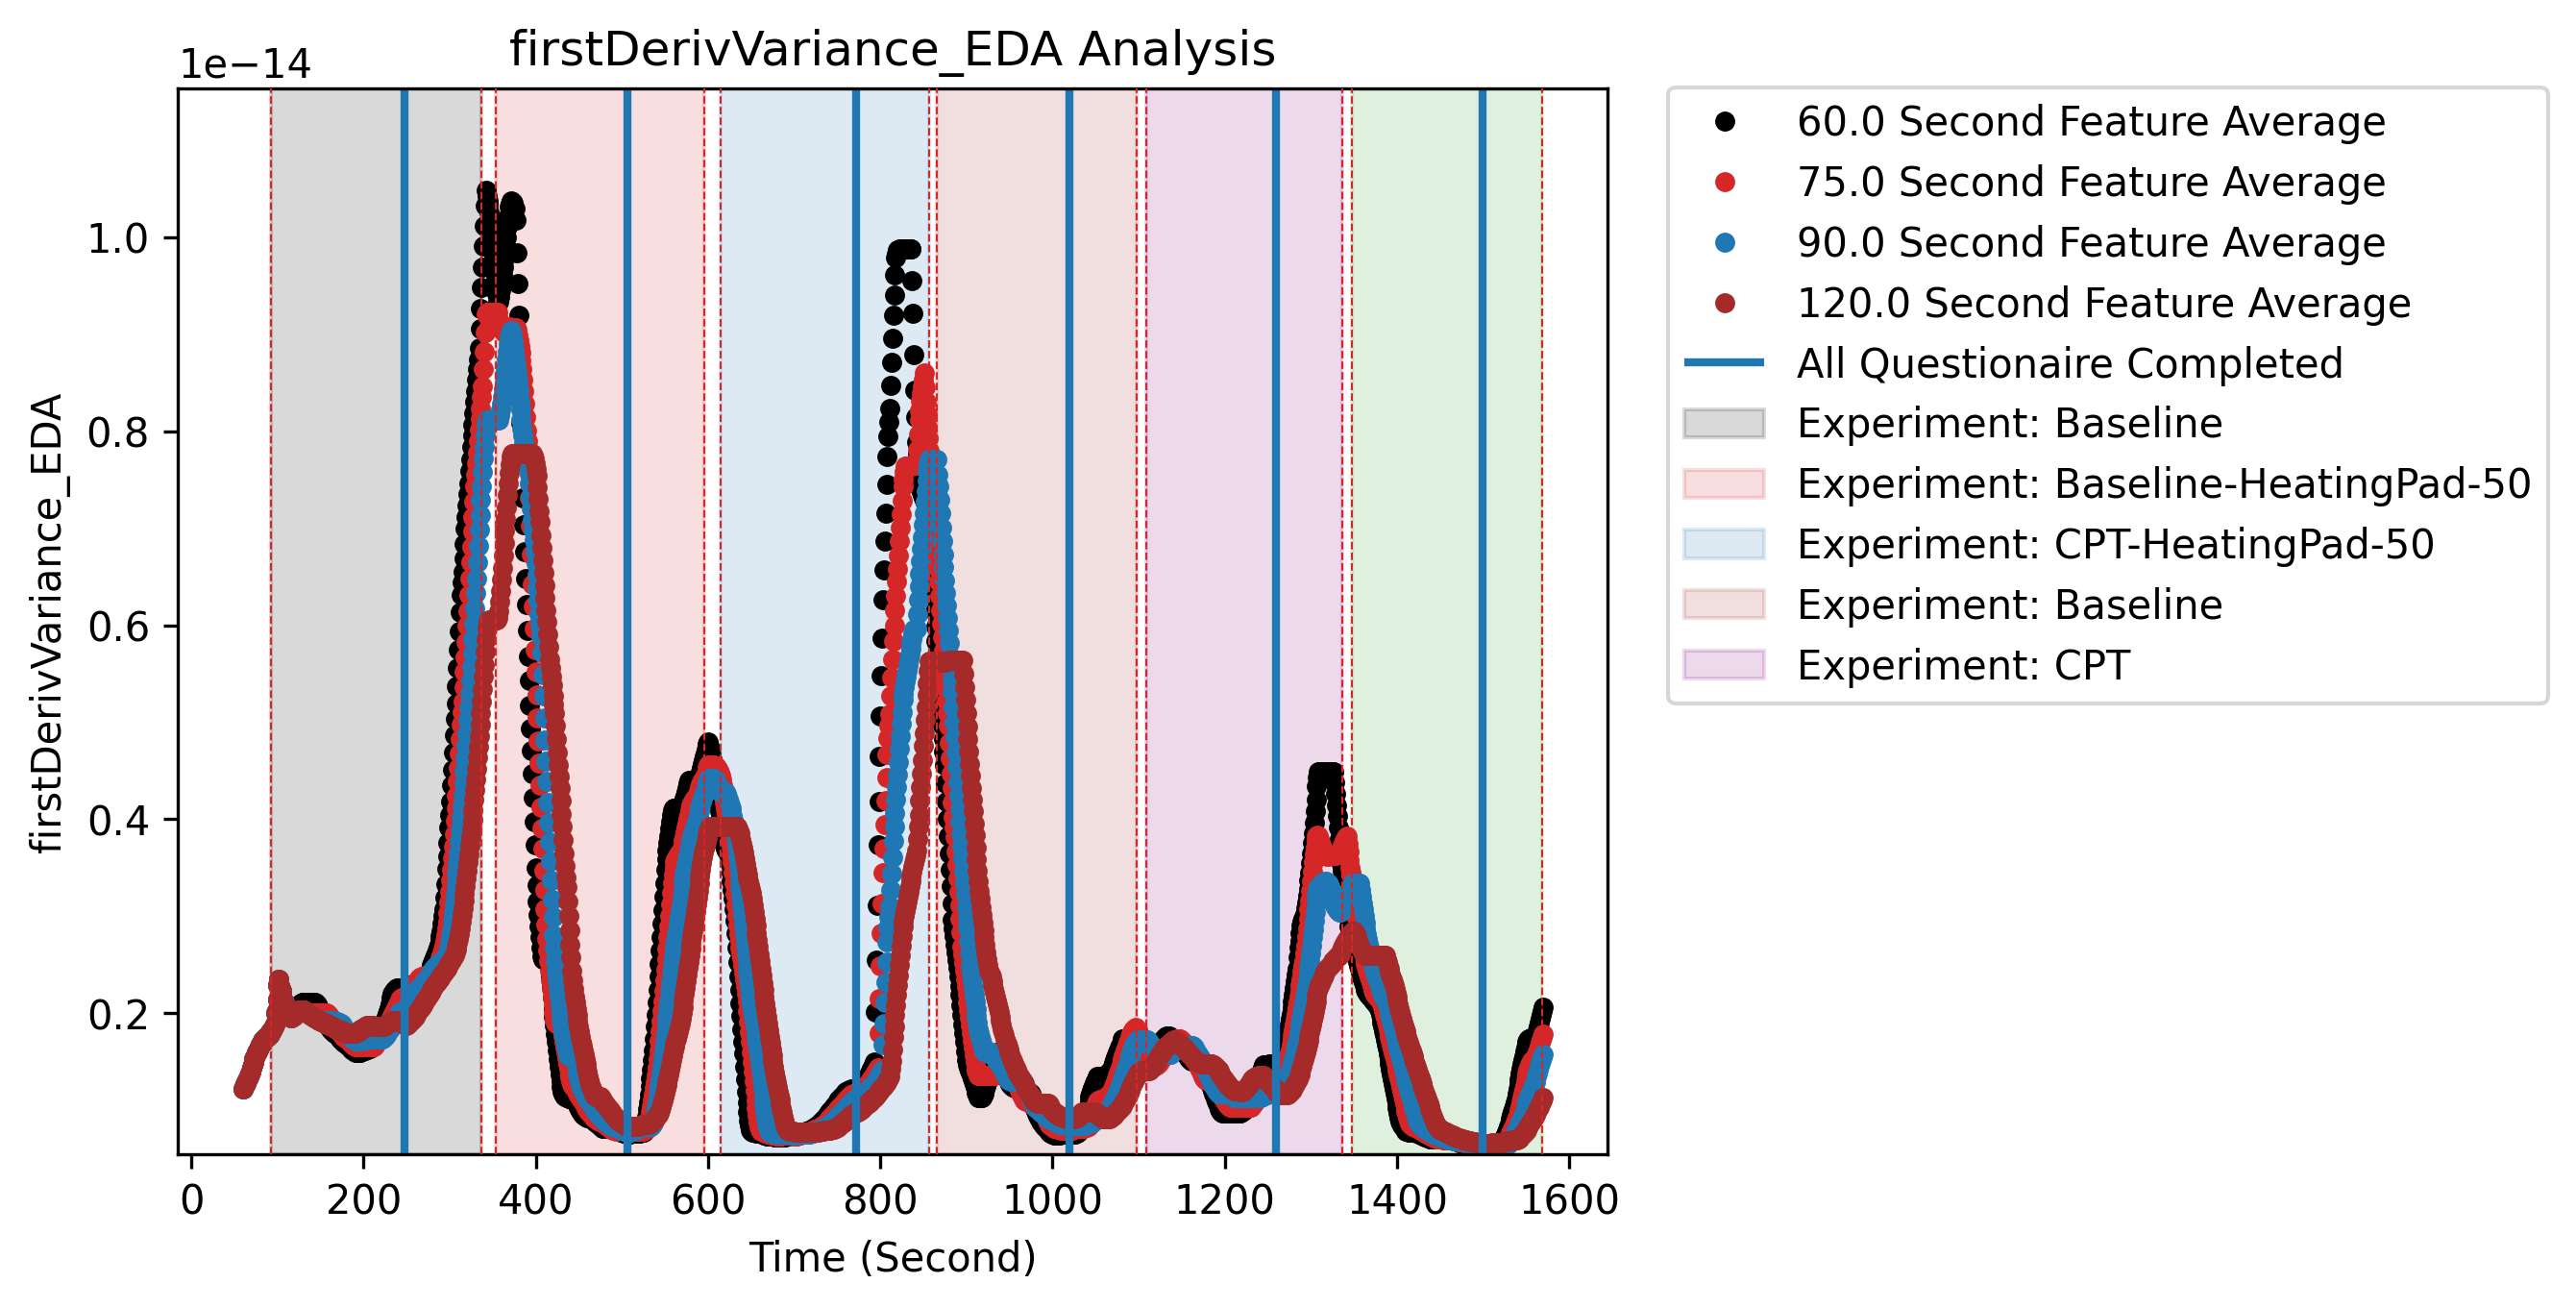 firstDerivVariance_EDA Analysis
1e−14
1.0
0.8
0.6
0.4
0.2
firstDerivVariance_EDA
0 200 400 600 800 1000 1200 1400 1600
Time (Second)
60.0 Second Feature Average
75.0 Second Feature Average
90.0 Second Feature Average
120.0 Second Feature Average
All Questionaire Completed
Experiment: Baseline
Experiment: Baseline-HeatingPad-50
Experiment: CPT-HeatingPad-50
Experiment: Baseline
Experiment: CPT